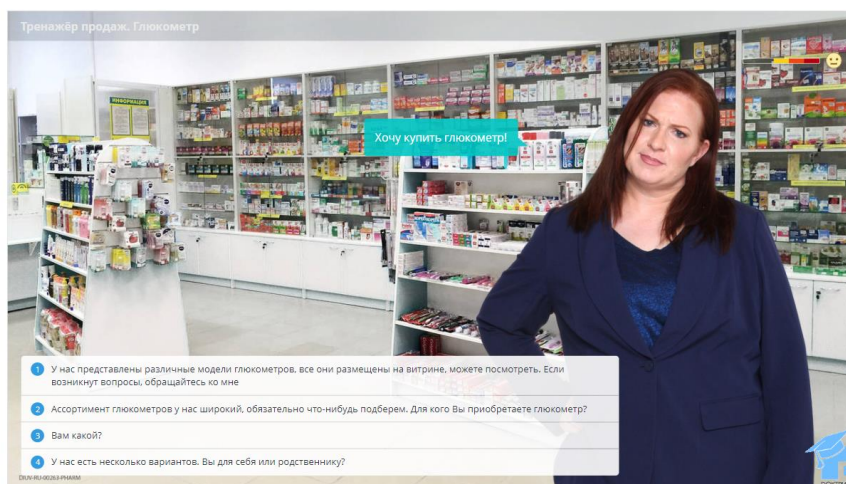 Тренажёр продаж. Глюкометр
ИНФОРМАЦИЯ
Хочу купить глюкометр!
1 У нас представлены различные модели глюкометров, все они размещены на витрине, можете посмотреть. Если
возникнут вопросы, обращайтесь ко мне
2 Ассортимент глюкометров у нас широкий, обязательно что-нибудь подберем. Для кого Вы приобретаете глюкометр?
3 Вам какой?
4 У нас есть несколько вариантов. Вы для себя или родственнику?